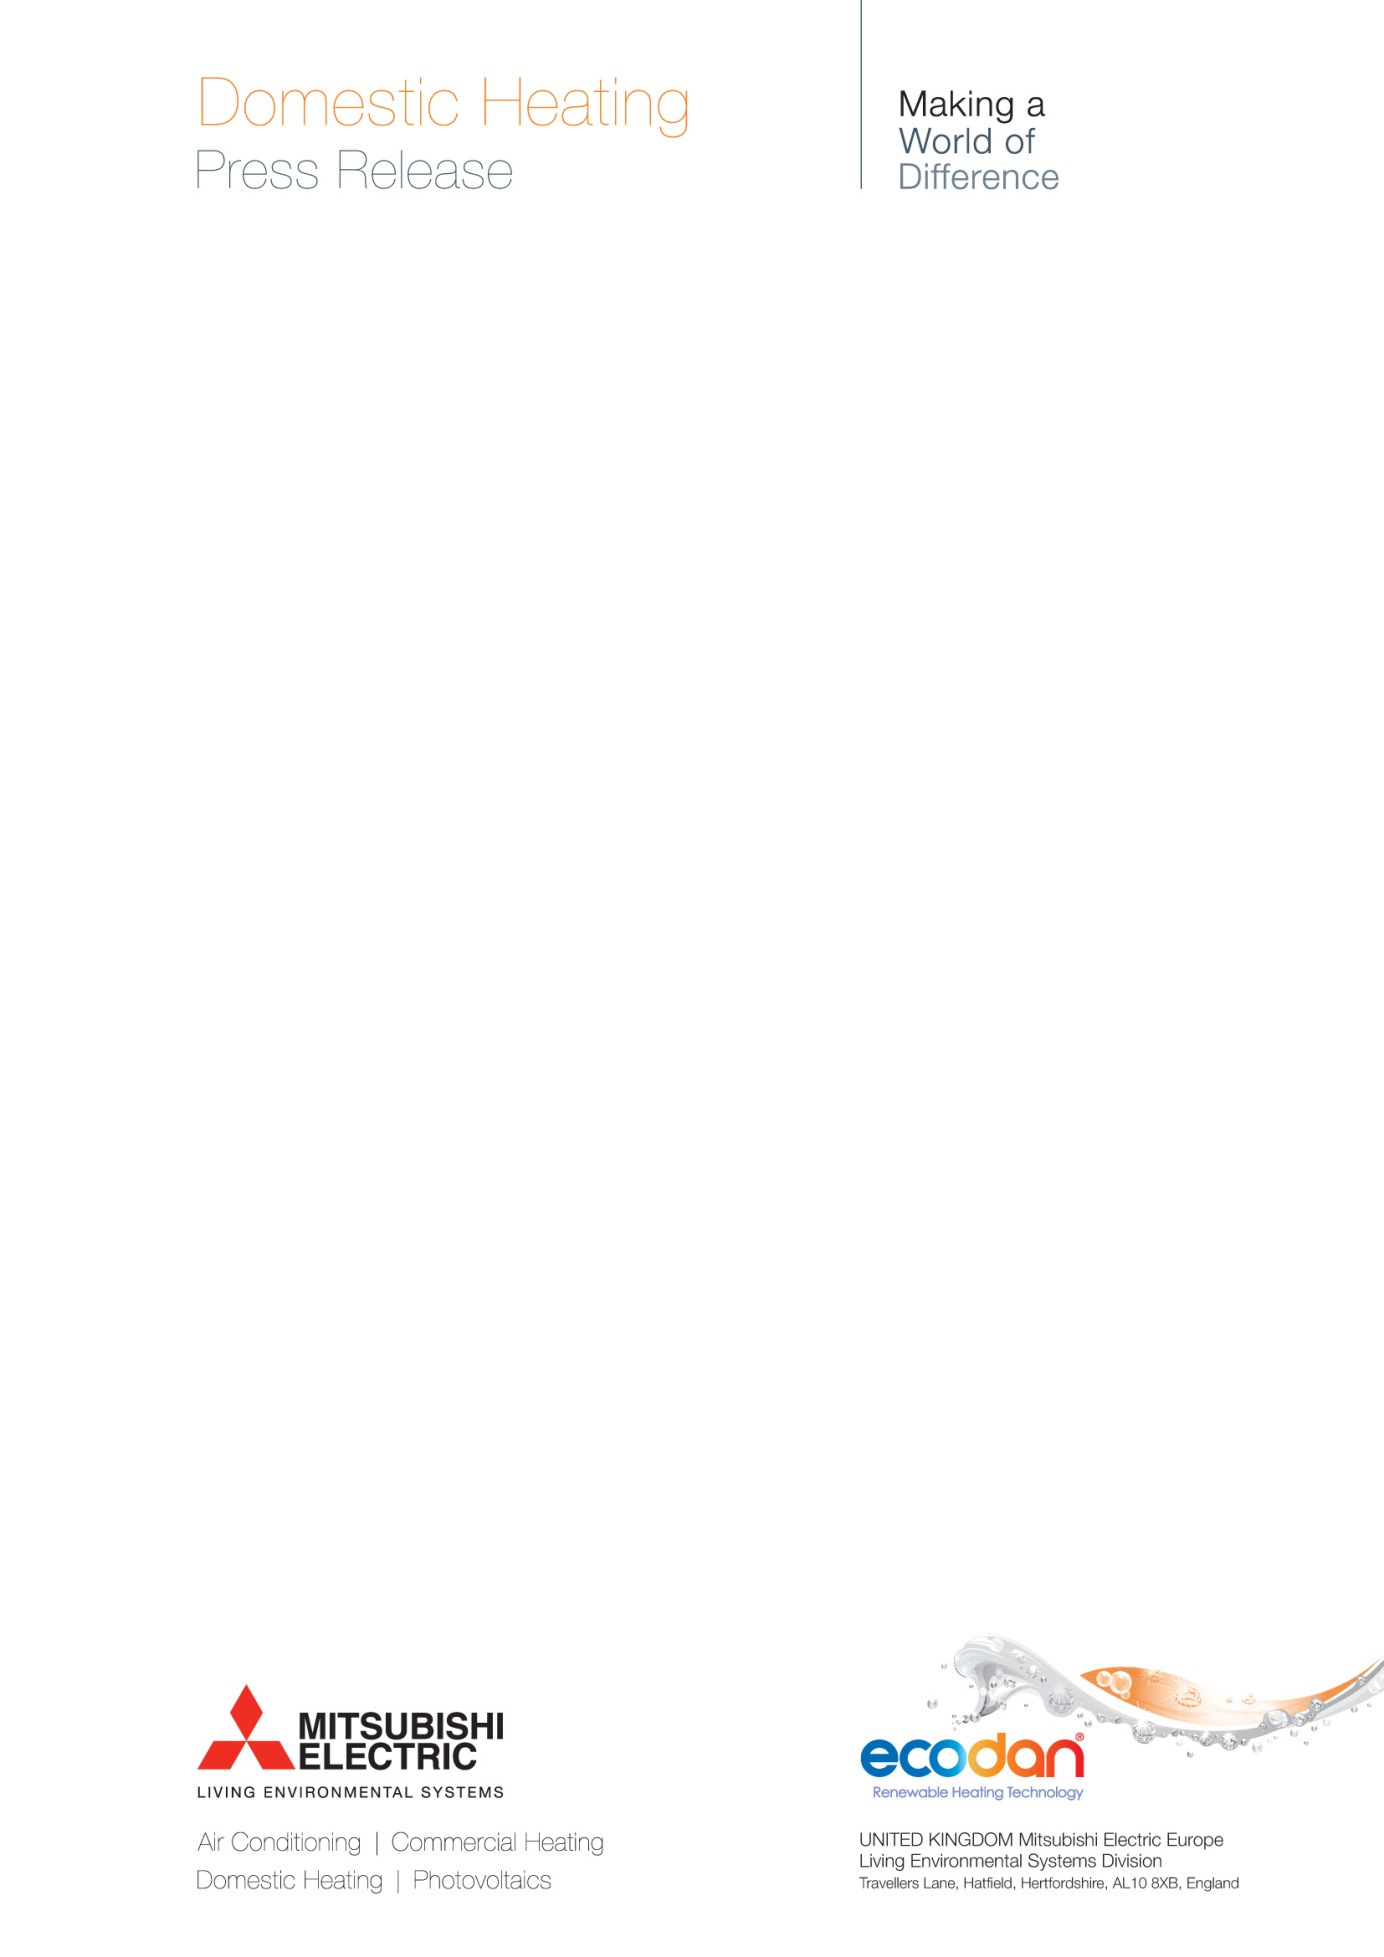 Domestic Heating
Press Release
Making a
World of
Difference
MITSUBISHI
ELECTRIC
LIVING ENVIRONMENTAL SYSTEMS
Air Conditioning | Commercial Heating
Domestic Heating | Photovoltaics
ecodan®
Renewable Heating Technology
UNITED KINGDOM Mitsubishi Electric Europe
Living Environmental Systems Division
Travellers Lane, Hatfield, Hertfordshire, AL10 8XB, England